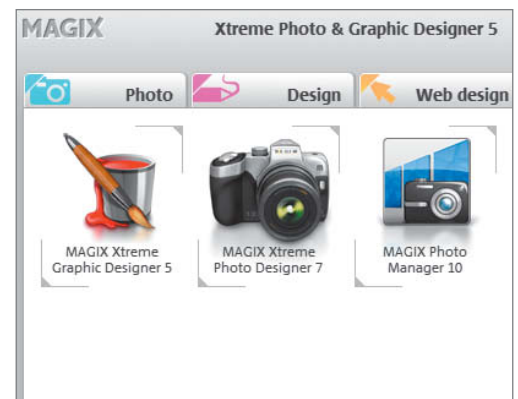 MAGIX
Xtreme Photo & Graphic Designer 5
Photo
Design
Web design
MAGIX Xtreme
Graphic Designer 5
MAGIX Xtreme
Photo Designer 7
MAGIX Photo
Manager 10